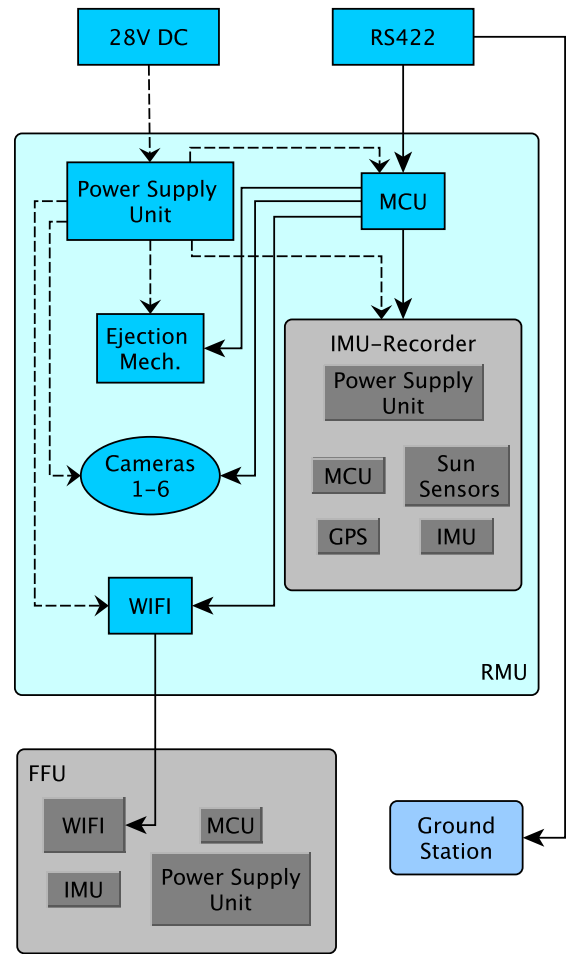 28V DC
RS422
Power Supply
Unit
MCU
Ejection
Mech.
IMU-Recorder
Power Supply
Unit
MCU
Sun
Sensors
GPS
IMU
Cameras
1-6
WIFI
RMU
FFU
WIFI
MCU
IMU
Power Supply
Unit
Ground
Station